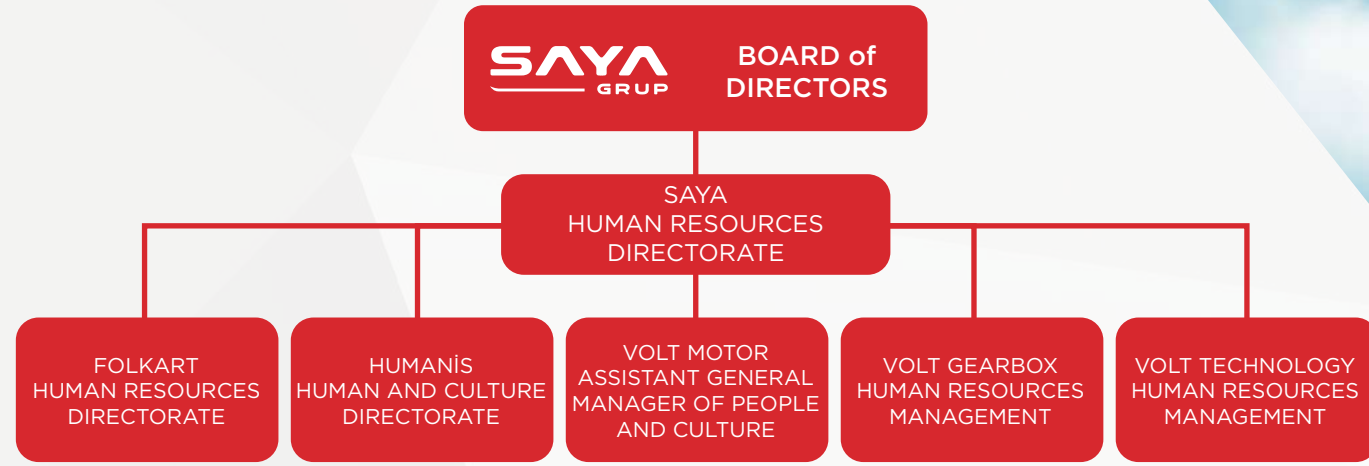 SAYA
GRUP
BOARD of
DIRECTORS
SAYA
HUMAN RESOURCES
DIRECTORATE
FOLKART
HUMAN RESOURCES
DIRECTORATE
HUMANİS
HUMAN AND CULTURE
DIRECTORATE
VOLT MOTOR
ASSISTANT GENERAL
MANAGER OF PEOPLE
AND CULTURE
VOLT GEARBOX
HUMAN RESOURCES
MANAGEMENT
VOLT TECHNOLOGY
HUMAN RESOURCES
MANAGEMENT